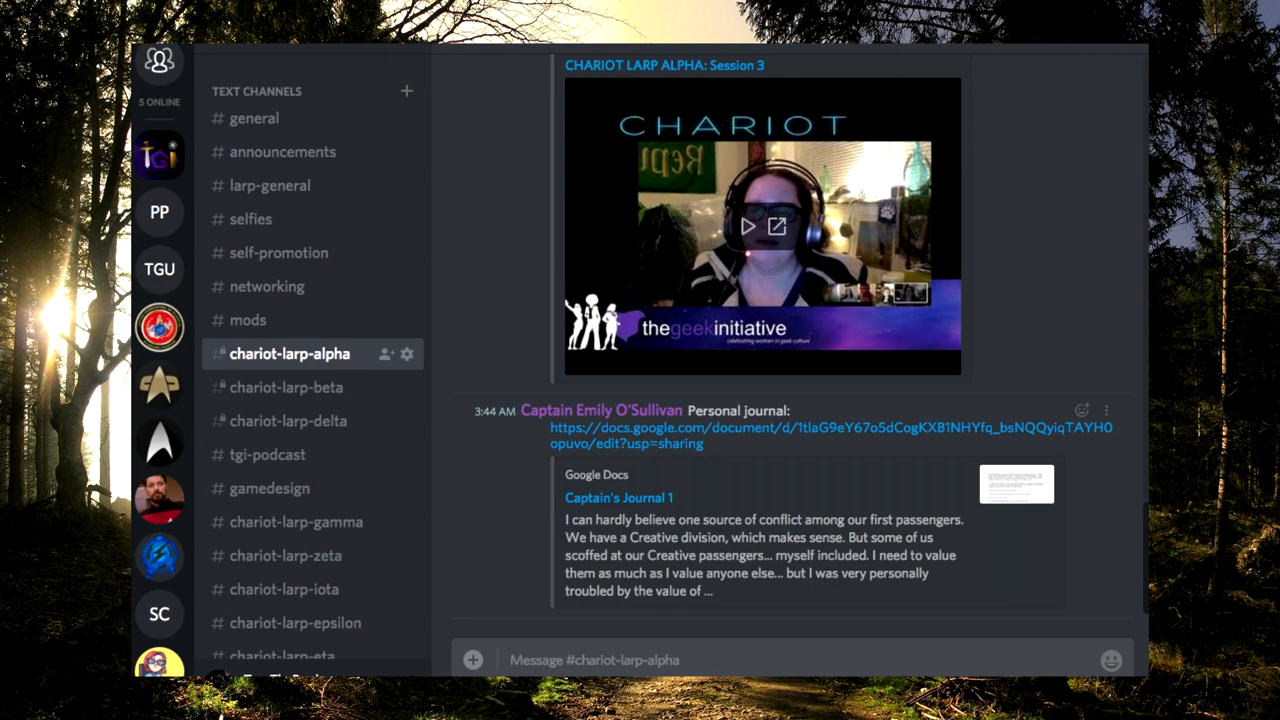 5 ONLINE
TGI
PP
TGU
SC
TEXT CHANNELS
# general
# announcements
# larp-general
# selfies
# self-promotion
# networking
# mods
# chariot-larp-alpha
# chariot-larp-beta
# chariot-larp-delta
# tgi-podcast
# gamedesign
# chariot-larp-gamma
# chariot-larp-zeta
# chariot-larp-iota
# chariot-larp-epsilon
# chariot-larp-eta
CHARIOT LARP ALPHA: Session 3
CHARIOT
Rept
thegeekinitiative
celebrating women in geek culture
3:44 AM Captain Emily O'Sullivan Personal journal:
https://docs.google.com/document/d/1tlaG9eY67o5dCogKXB1NHYfq_bsNQQyiqTAYH0
opuvo/edit?usp=sharing
Google Docs
Captain's Journal 1
I can hardly believe one source of conflict among our first passengers.
We have a Creative division, which makes sense. But some of us
scoffed at our Creative passengers... myself included. I need to value
them as much as I value anyone else... but I was very personally
troubled by the value of ...
Message #chariot-larp-alpha